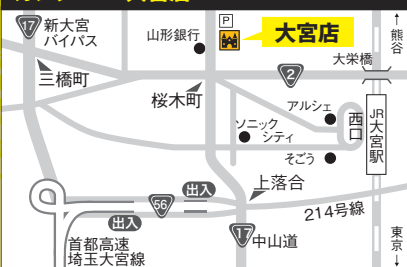 17
新大宮
バイパス
山形銀行
P
大宮店
↑
熊谷
大栄橋
三橋町
2
桜木町
アルシェ
ソニック
シティ
西口
JR
大宮駅
そごう
上落合
出入
56
出入
214号線
首都高速
埼玉大宮線
17
中山道
東京
↓